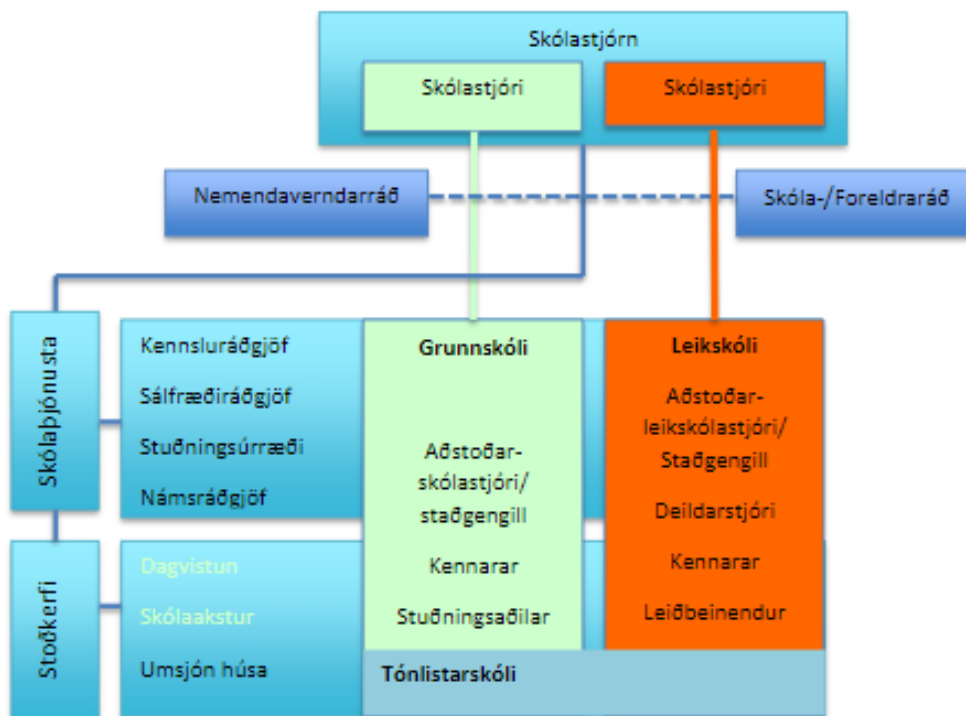 Skólastjórn
Skólastjóri
Skólastjóri
Nemendaverndarráð
Skóla-/Foreldraráð
Skólaþjónusta
Kennsluráðgjöf
Sálfræðiráðgjöf
Stuðningsúrræði
Námsráðgjöf
Grunnskóli
Aðstoðar-
skólastjóri/
staðgengill
Kennarar
Stuðningsaðilar
Leikskóli
Aðstoðar-
leikskólastjóri/
Staðgengill
Deildarstjóri
Kennarar
Leiðbeinendur
Stoðkerfi
Dagvistun
Skólaakstur
Umsjón húsa
Tónlistarskóli